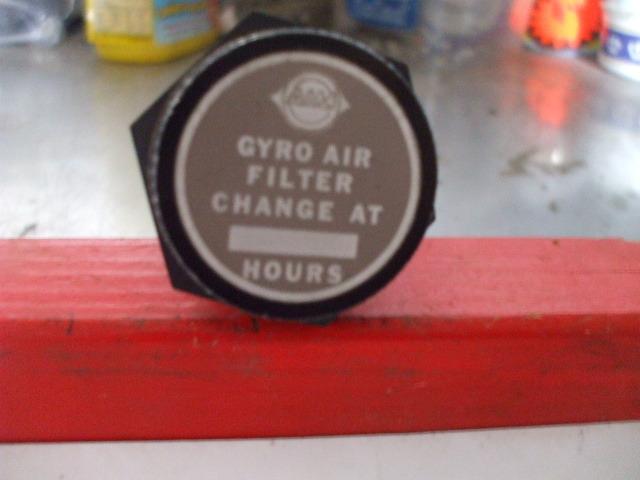 GYRO AIR
FILTER
CHANGE AT
HOURS